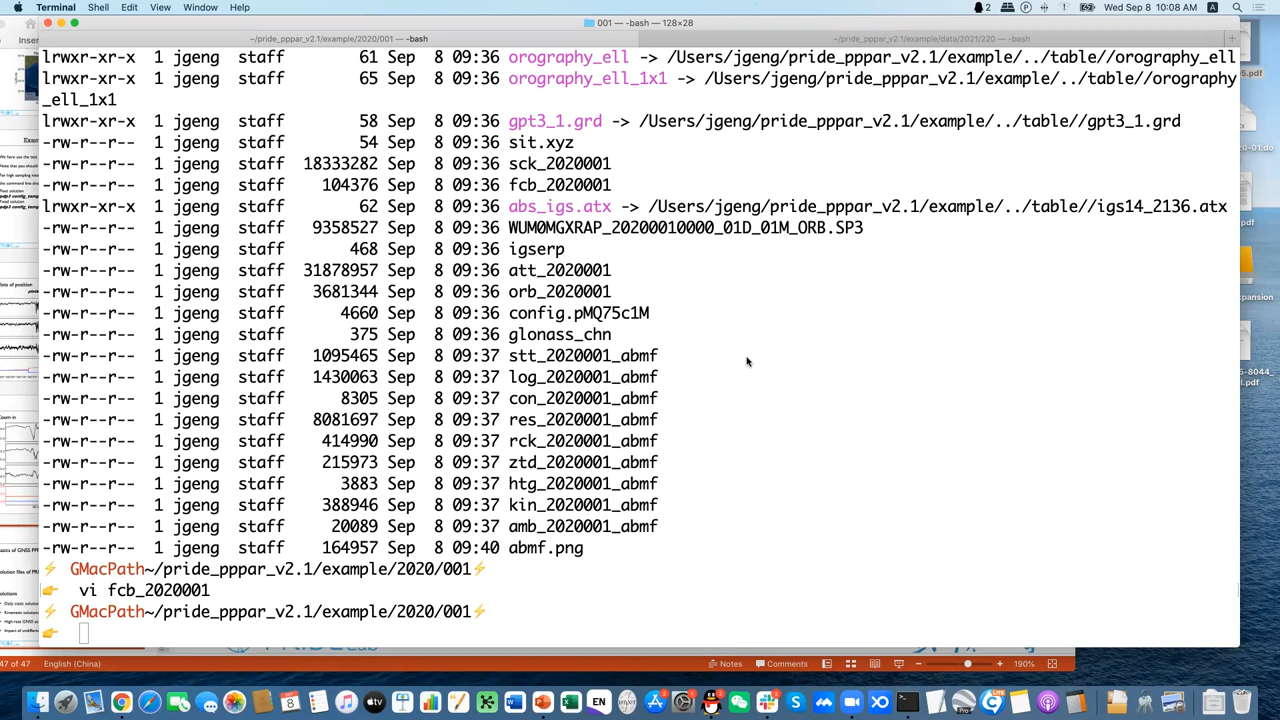 Terminal Shell Edit View Window Help 2 Wed Sep 8 10:08 AM
001 — -bash — 128×28
~/pride_pppar_v2.1/example/2020/001 — -bash ~/pride_pppar_v2.1/example/data/2021/220 — -bash
lrwxr-xr-x 1 jgeng staff 61 Sep 8 09:36 orography_ell -> /Users/jgeng/pride_pppar_v2.1/example/../table//orography_ell
lrwxr-xr-x 1 jgeng staff 65 Sep 8 09:36 orography_ell_1x1 -> /Users/jgeng/pride_pppar_v2.1/example/../table//orography
_ell_1x1
lrwxr-xr-x 1 jgeng staff 58 Sep 8 09:36 gpt3_1.grd -> /Users/jgeng/pride_pppar_v2.1/example/../table//gpt3_1.grd
-rw-r--r-- 1 jgeng staff 54 Sep 8 09:36 sit.xyz
-rw-r--r-- 1 jgeng staff 18333282 Sep 8 09:36 sck_2020001
-rw-r--r-- 1 jgeng staff 104376 Sep 8 09:36 fcb_2020001
lrwxr-xr-x 1 jgeng staff 62 Sep 8 09:36 abs_igs.atx -> /Users/jgeng/pride_pppar_v2.1/example/../table//igs14_2136.atx
-rw-r--r-- 1 jgeng staff 9358527 Sep 8 09:36 WUM0MGXRAP_20200010000_01D_01M_ORB.SP3
-rw-r--r-- 1 jgeng staff 468 Sep 8 09:36 igserp
-rw-r--r-- 1 jgeng staff 31878957 Sep 8 09:36 att_2020001
-rw-r--r-- 1 jgeng staff 3681344 Sep 8 09:36 orb_2020001
-rw-r--r-- 1 jgeng staff 4660 Sep 8 09:36 config.pMQ75c1M
-rw-r--r-- 1 jgeng staff 375 Sep 8 09:36 glonass_chn
-rw-r--r-- 1 jgeng staff 1095465 Sep 8 09:37 stt_2020001_abmf
-rw-r--r-- 1 jgeng staff 1430063 Sep 8 09:37 log_2020001_abmf
-rw-r--r-- 1 jgeng staff 8305 Sep 8 09:37 con_2020001_abmf
-rw-r--r-- 1 jgeng staff 8081697 Sep 8 09:37 res_2020001_abmf
-rw-r--r-- 1 jgeng staff 414990 Sep 8 09:37 rck_2020001_abmf
-rw-r--r-- 1 jgeng staff 215973 Sep 8 09:37 ztd_2020001_abmf
-rw-r--r-- 1 jgeng staff 3883 Sep 8 09:37 htg_2020001_abmf
-rw-r--r-- 1 jgeng staff 388946 Sep 8 09:37 kin_2020001_abmf
-rw-r--r-- 1 jgeng staff 20089 Sep 8 09:37 amb_2020001_abmf
-rw-r--r-- 1 jgeng staff 164957 Sep 8 09:40 abmf.png
⚡ GMacPath~/pride_pppar_v2.1/example/2020/001⚡
👉 vi fcb_2020001
⚡ GMacPath~/pride_pppar_v2.1/example/2020/001⚡
👉
47 of 47 English (China) Notes Comments 190%